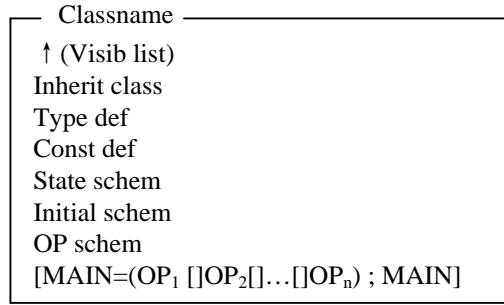 Classname
↑ (Visib list)
Inherit class
Type def
Const def
State schem
Initial schem
OP schem
[MAIN=(OP₁ []OP₂[]…[]OPₙ) ; MAIN]